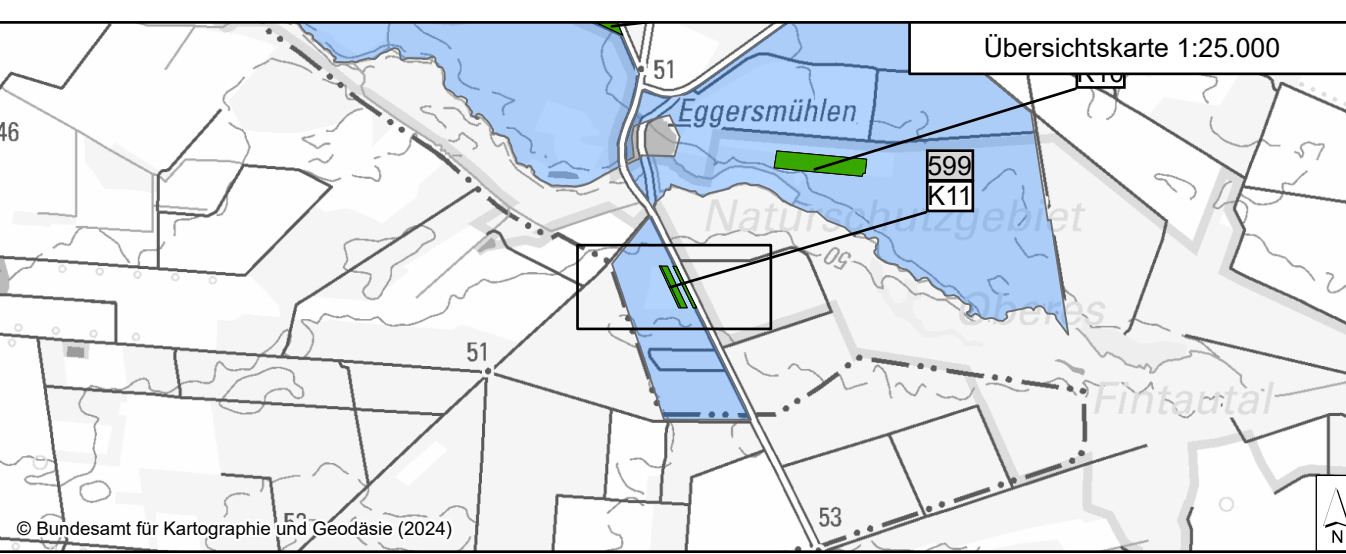 Übersichtskarte 1:25.000
51
Eggersmühlen
46
599
K11
Naturschutzgebiet
50
Oberes
51
Fintautal
53
© Bundesamt für Kartographie und Geodäsie (2024)
N